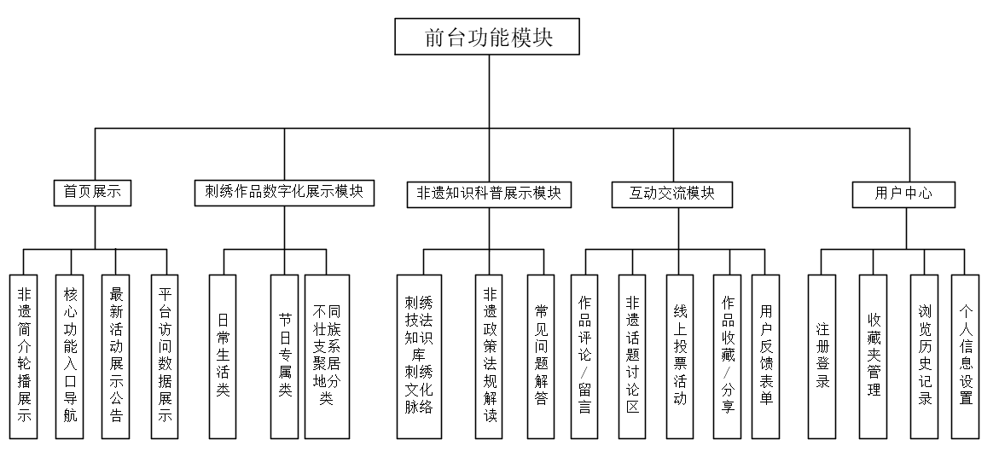 前台功能模块
首页展示
刺绣作品数字化展示模块
非遗知识科普展示模块
互动交流模块
用户中心
非遗简介轮播展示
核心功能入口导航
最新活动展示公告
平台访问数据展示
日常生活类
节日专属类
不同
壮族
支系
聚居
地分
类
刺绣
技法
知识
库
刺绣
文化
脉络
非遗政策法规解读
常见问题解答
作品评论/留言
非遗话题讨论区
线上投票活动
作品收藏/分享
用户反馈表单
注册登录
收藏夹管理
浏览历史记录
个人信息设置